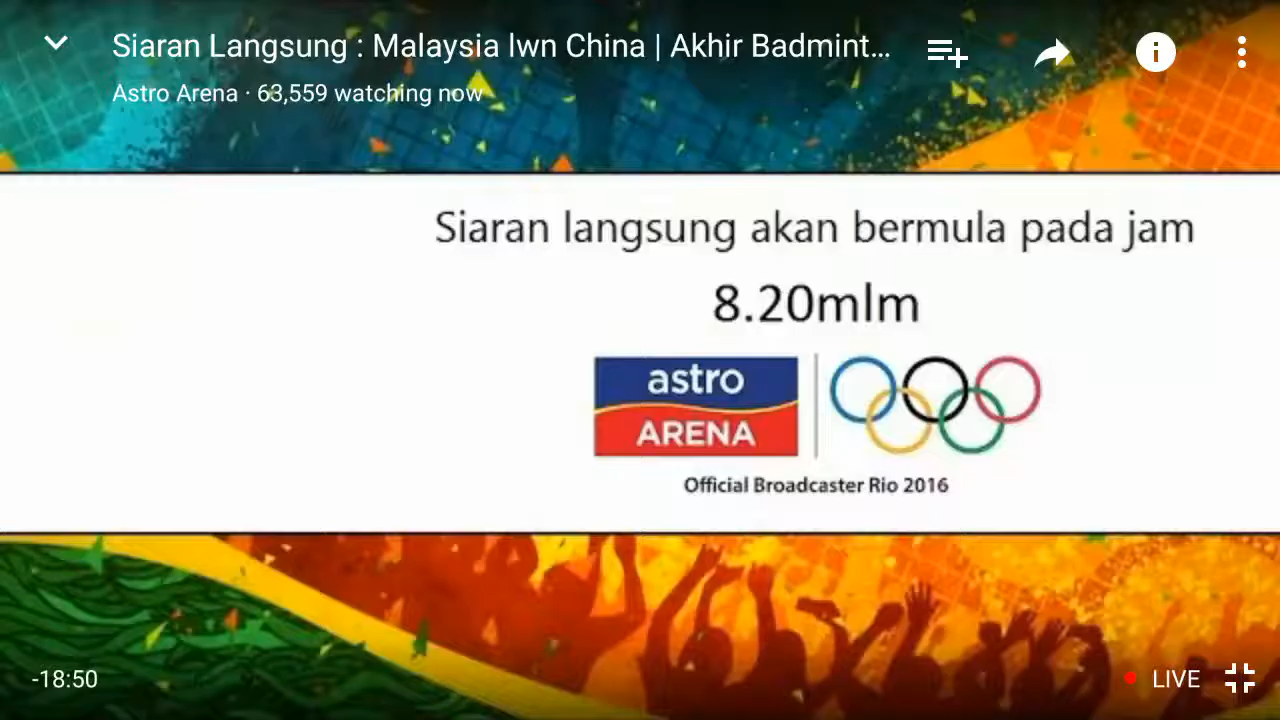 Siaran Langsung : Malaysia lwn China | Akhir Badmint...
Astro Arena · 63,559 watching now
Siaran langsung akan bermula pada jam
8.20mlm
astro
ARENA
Official Broadcaster Rio 2016
-18:50
LIVE